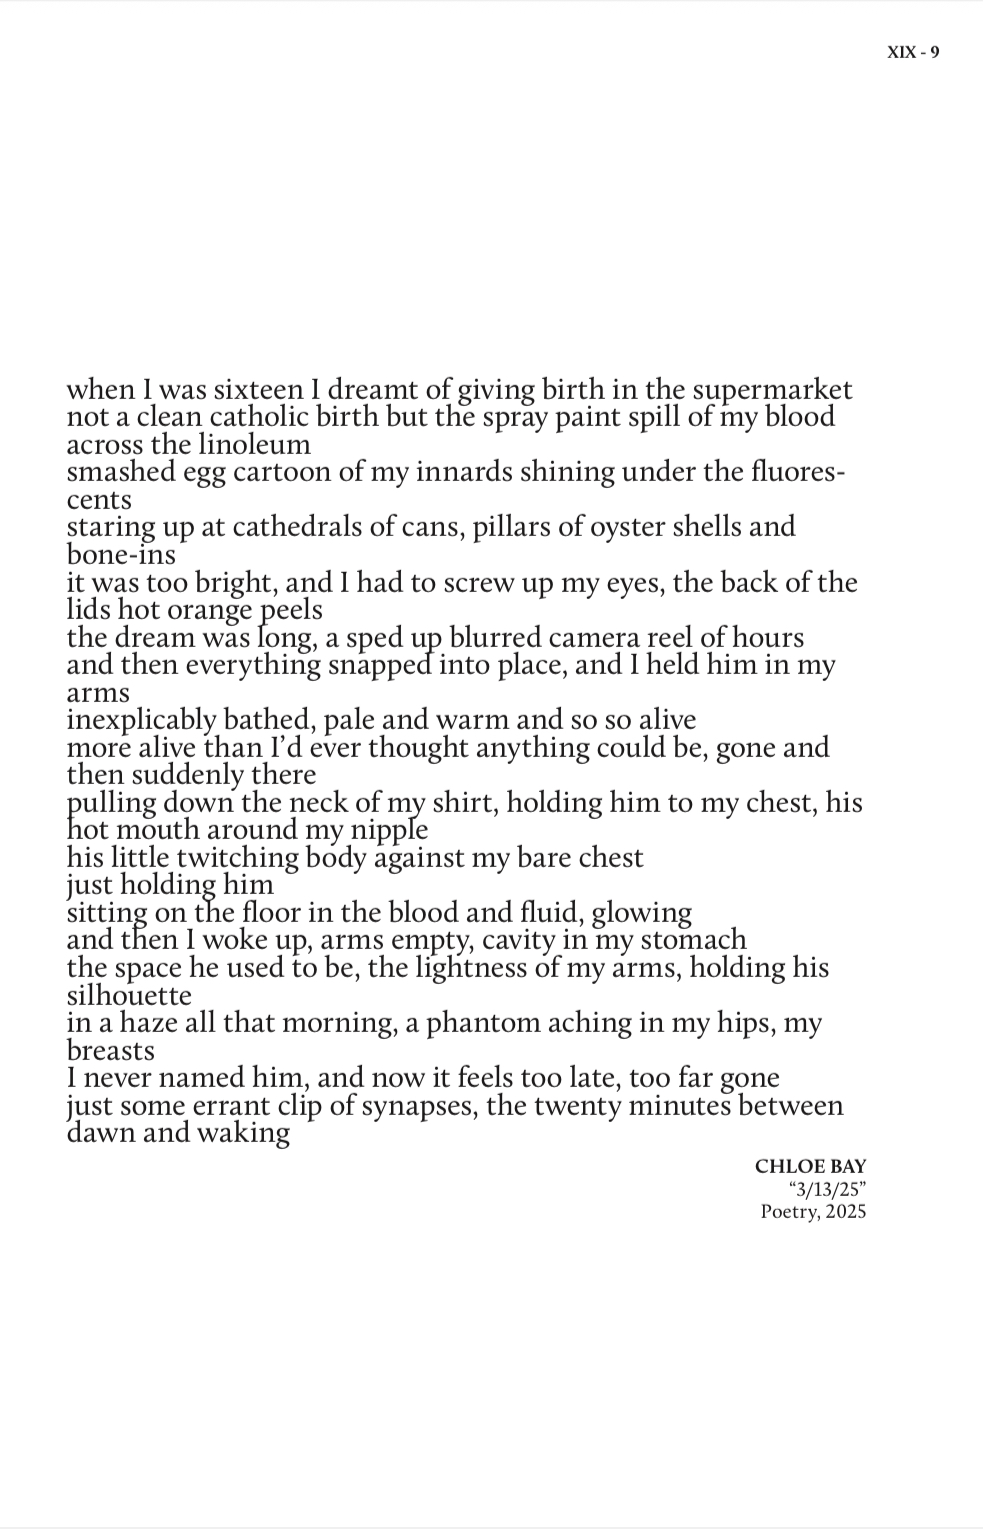 XIX - 9
when I was sixteen I dreamt of giving birth in the supermarket
not a clean catholic birth but the spray paint spill of my blood
across the linoleum
smashed egg cartoon of my innards shining under the fluores-
cents
staring up at cathedrals of cans, pillars of oyster shells and
bone-ins
it was too bright, and I had to screw up my eyes, the back of the
lids hot orange peels
the dream was long, a sped up blurred camera reel of hours
and then everything snapped into place, and I held him in my
arms
inexplicably bathed, pale and warm and so so alive
more alive than I’d ever thought anything could be, gone and
then suddenly there
pulling down the neck of my shirt, holding him to my chest, his
hot mouth around my nipple
his little twitching body against my bare chest
just holding him
sitting on the floor in the blood and fluid, glowing
and then I woke up, arms empty, cavity in my stomach
the space he used to be, the lightness of my arms, holding his
silhouette
in a haze all that morning, a phantom aching in my hips, my
breasts
I never named him, and now it feels too late, too far gone
just some errant clip of synapses, the twenty minutes between
dawn and waking
CHLOE BAY
“3/13/25”
Poetry, 2025